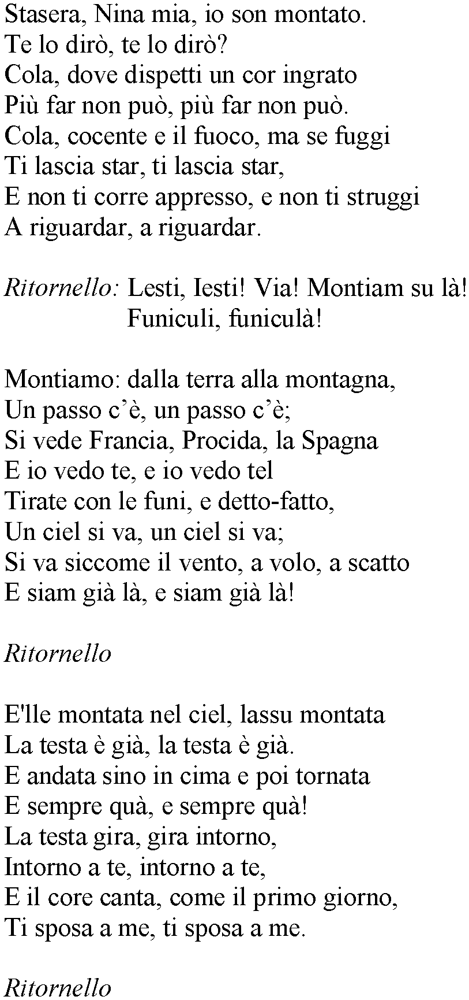 Stasera, Nina mia, io son montato.
Te lo dirò, te lo dirò?
Cola, dove dispetti un cor ingrato
Più far non può, più far non può.
Cola, cocente e il fuoco, ma se fuggi
Ti lascia star, ti lascia star,
E non ti corre appresso, e non ti struggi
A riguardar, a riguardar.
Ritornello: Lesti, Iesti! Via! Montiam su là!
Funiculi, funiculà!
Montiamo: dalla terra alla montagna,
Un passo c’è, un passo c’è;
Si vede Francia, Procida, la Spagna
E io vedo te, e io vedo tel
Tirate con le funi, e detto-fatto,
Un ciel si va, un ciel si va;
Si va siccome il vento, a volo, a scatto
E siam già là, e siam già là!
Ritornello
E'lle montata nel ciel, lassu montata
La testa è già, la testa è già.
E andata sino in cima e poi tornata
E sempre quà, e sempre quà!
La testa gira, gira intorno,
Intorno a te, intorno a te,
E il core canta, come il primo giorno,
Ti sposa a me, ti sposa a me.
Ritornello